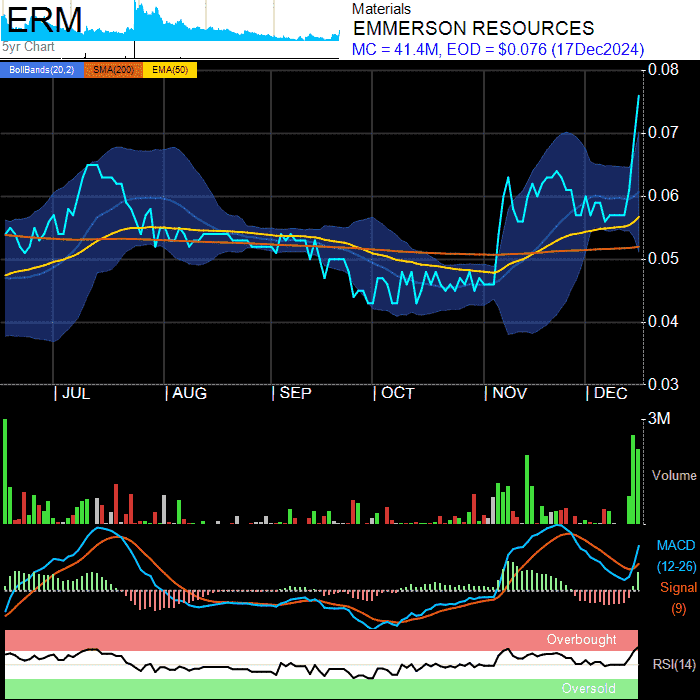 ERM
5yr Chart
Materials
EMMERSON RESOURCES
MC = 41.4M, EOD = $0.076 (17Dec2024)
BollBands(20,2) SMA(200) EMA(50)
0.08
0.07
0.06
0.05
0.04
0.03
JUL AUG SEP OCT NOV DEC
3M
Volume
MACD
(12-26)
Signal
(9)
Overbought
RSI(14)
Oversold